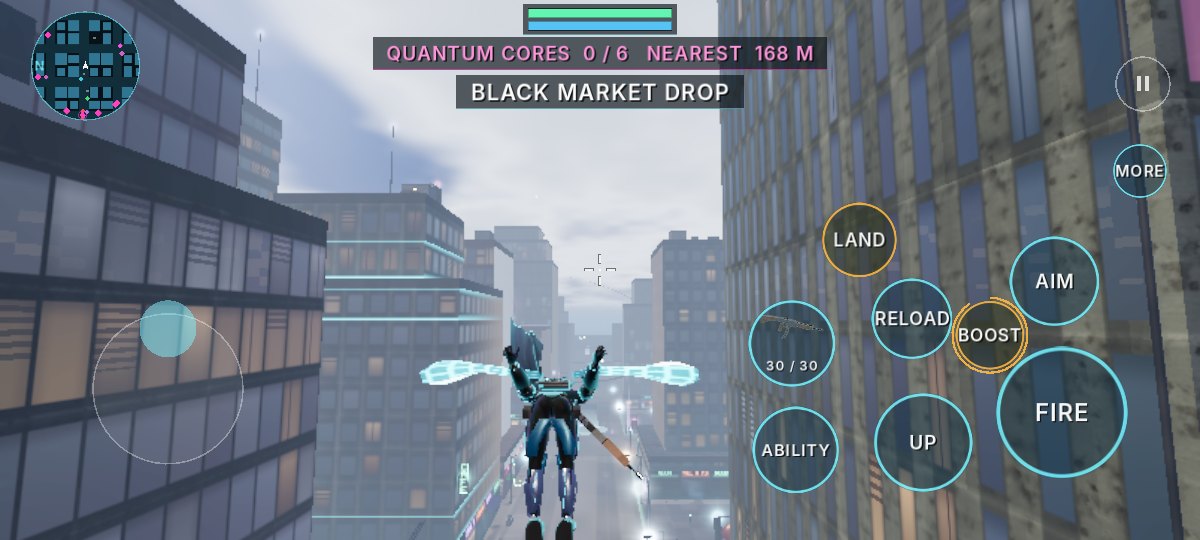 QUANTUM CORES 0 / 6 NEAREST 168 M
BLACK MARKET DROP
N
MORE
LAND
AIM
RELOAD
BOOST
30 / 30
FIRE
UP
ABILITY